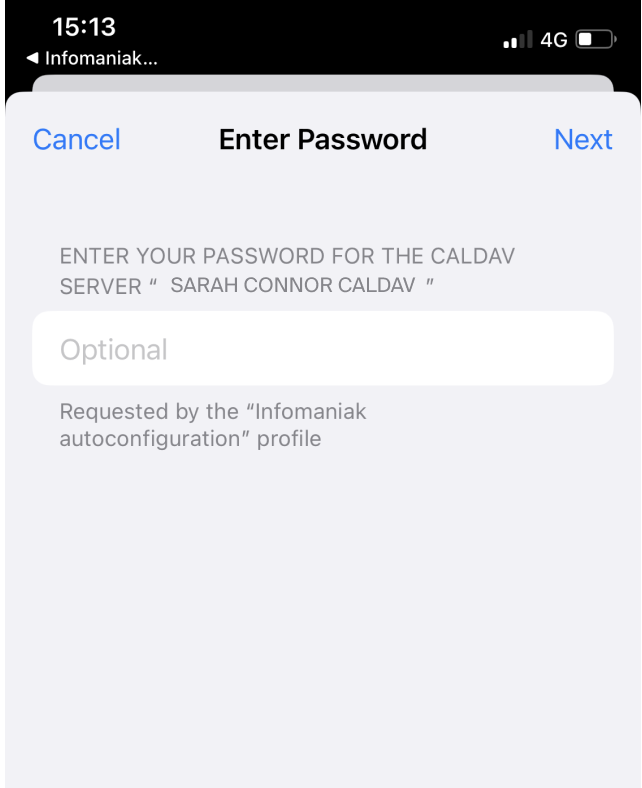 15:13
4G
◀ Infomaniak...
Cancel
Enter Password
Next
ENTER YOUR PASSWORD FOR THE CALDAV
SERVER “ SARAH CONNOR CALDAV ”
Optional
Requested by the “Infomaniak
autoconfiguration” profile